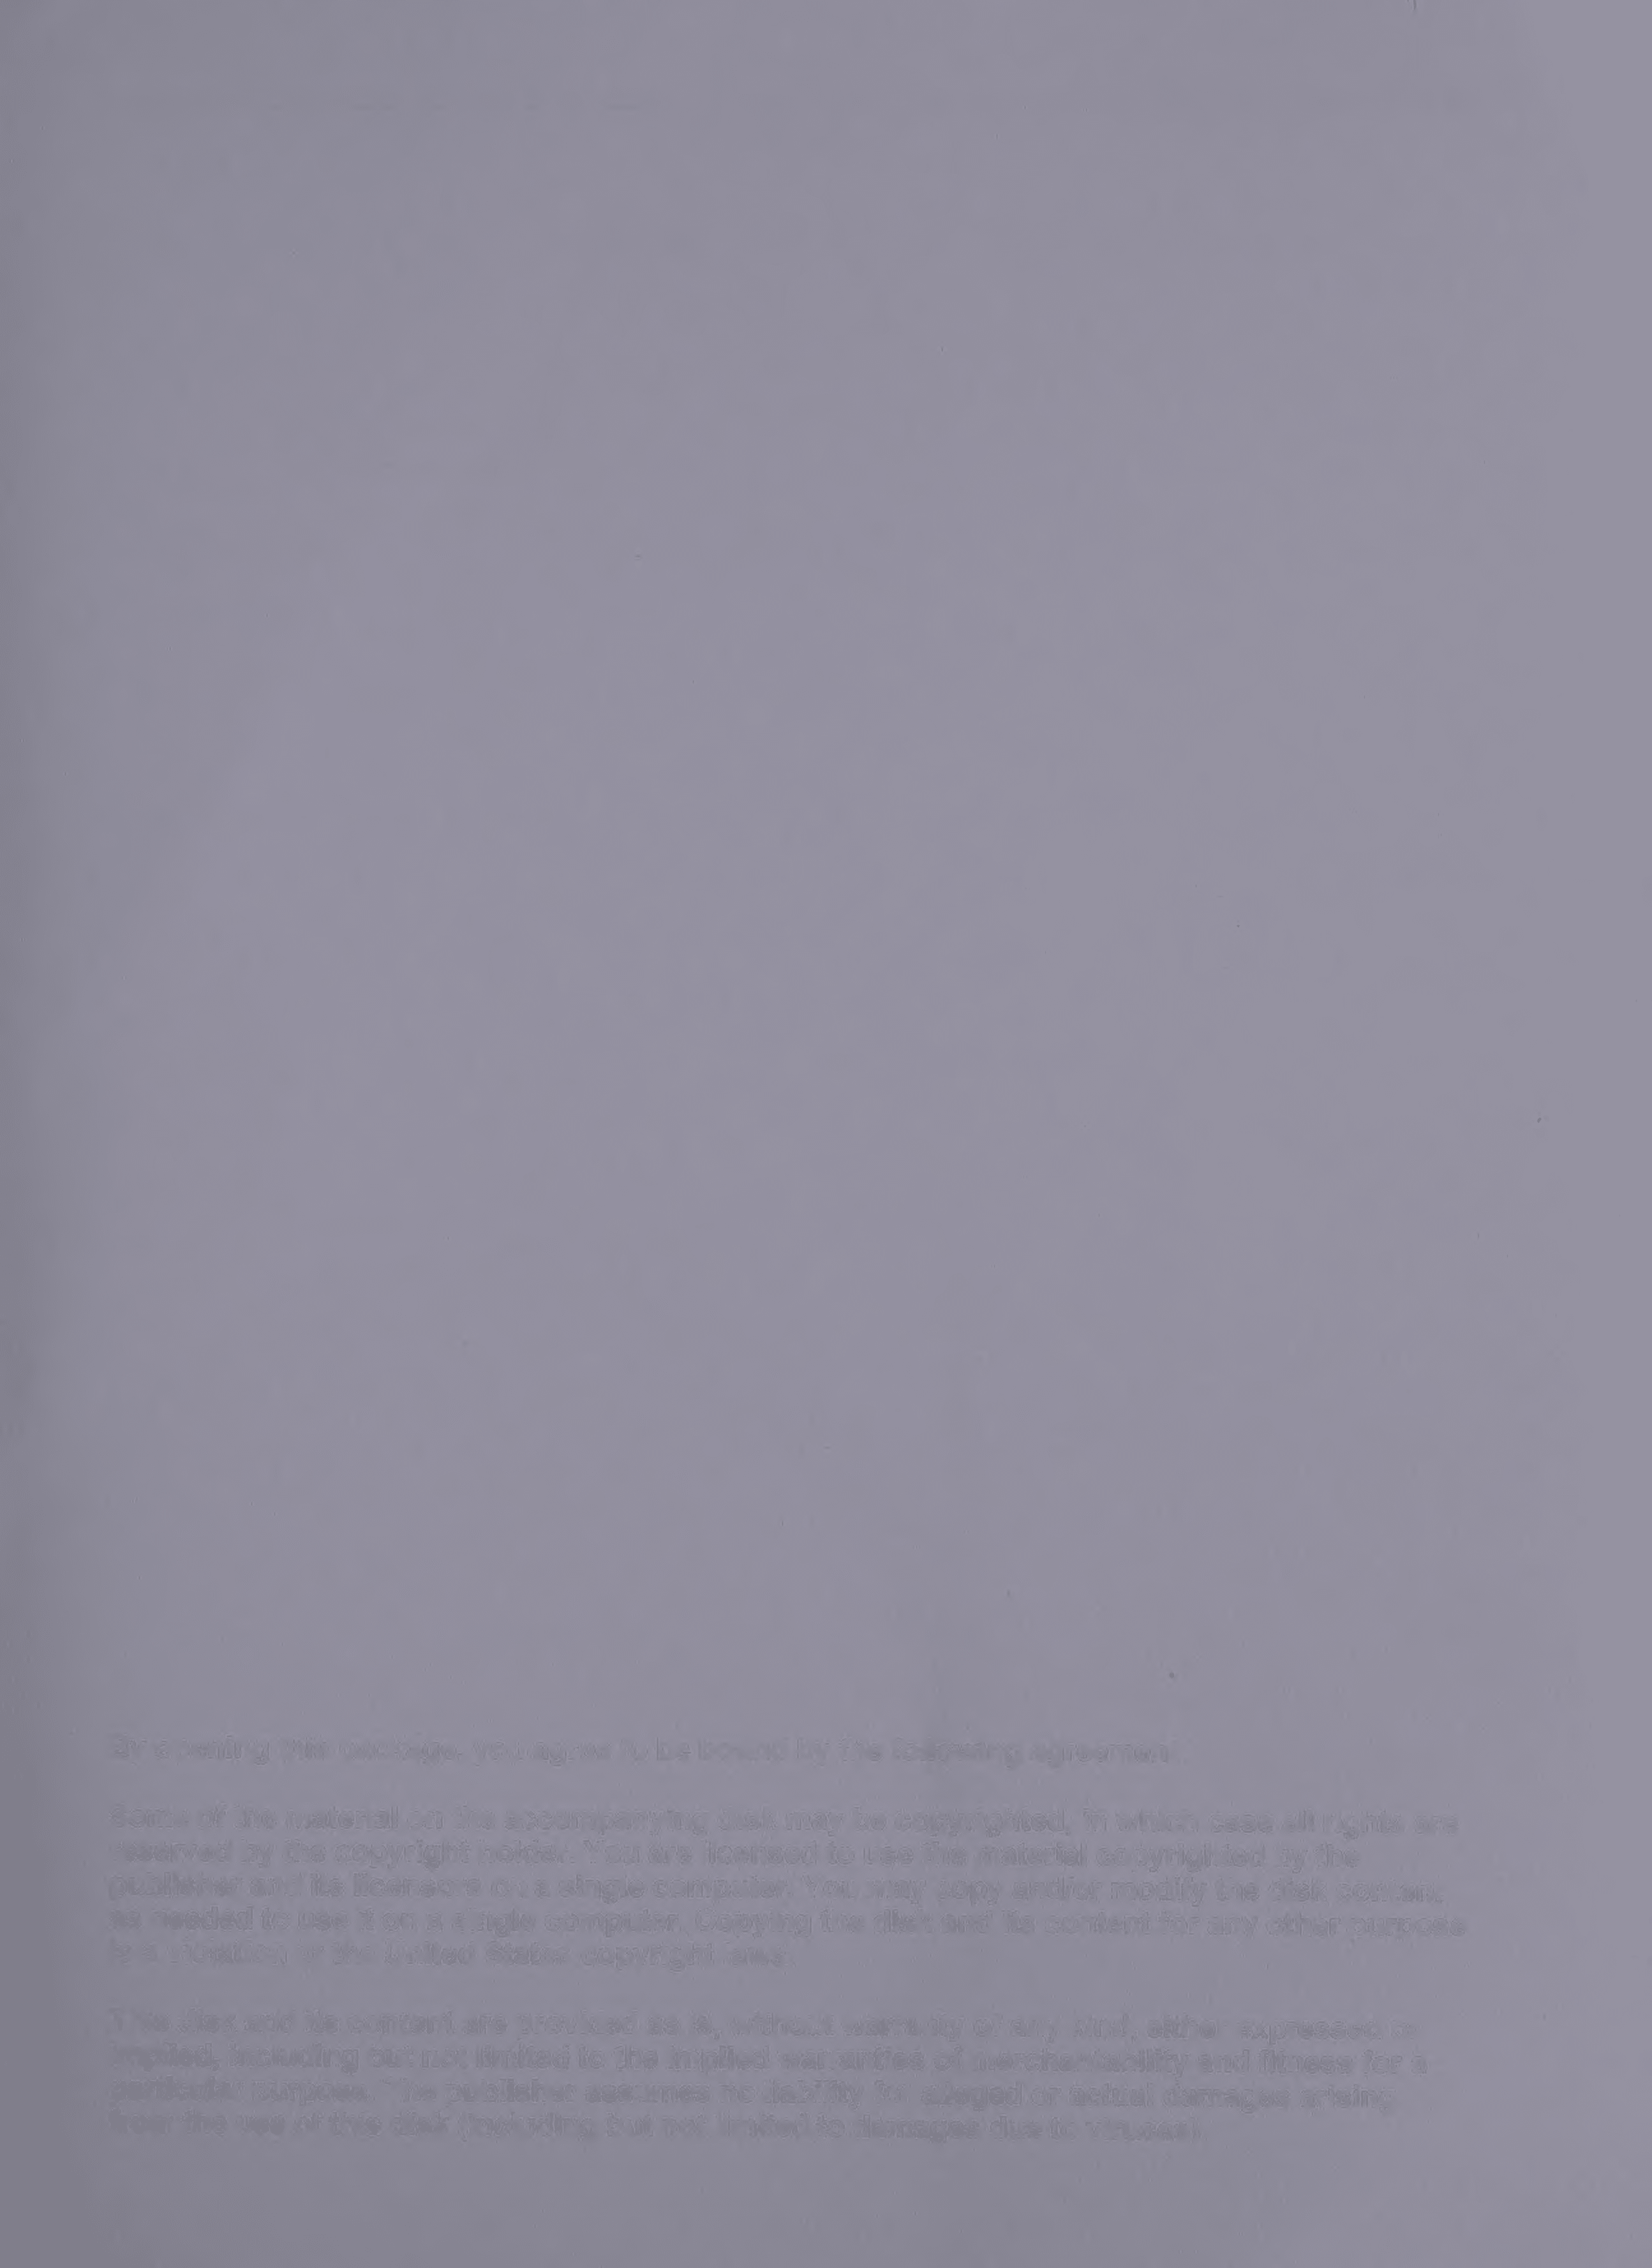 By opening this package, you agree to be bound by the following agreement:
Some of the material on the accompanying disk may be copyrighted, in which case all rights are
reserved by the copyright holder. You are licensed to use the material copyrighted by the
publisher and its licensors on a single computer. You may copy and/or modify the disk content
as needed to use it on a single computer. Copying the disk and its content for any other purpose
is a violation of the United States copyright laws.
This disk and its content are provided as is, without warranty of any kind, either expressed or
implied, including but not limited to the implied warranties of merchantability and fitness for a
particular purpose. The publisher assumes no liability for alleged or actual damages arising
from the use of this disk (including but not limited to damages due to viruses).